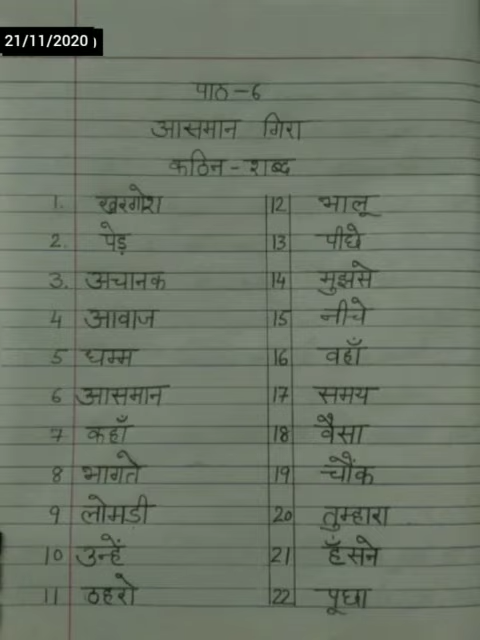 21/11/2020)
पाठ-6
आसमान गिरा
कठिन-शब्द
1. खरगोश
2. पेड़
3. अचानक
4 आवाज
5 धम्म
6 आसमान
7 कहाँ
8 भागते
9 लोमडी
10 उन्हें
11 ठहरो
12 भालू
13 पीछे
14 मुझसे
15 नीचे
16 वहाँ
17 समय
18 वैसा
19 चौंक
20 तुम्हारा
21 हँसने
22 पूछा